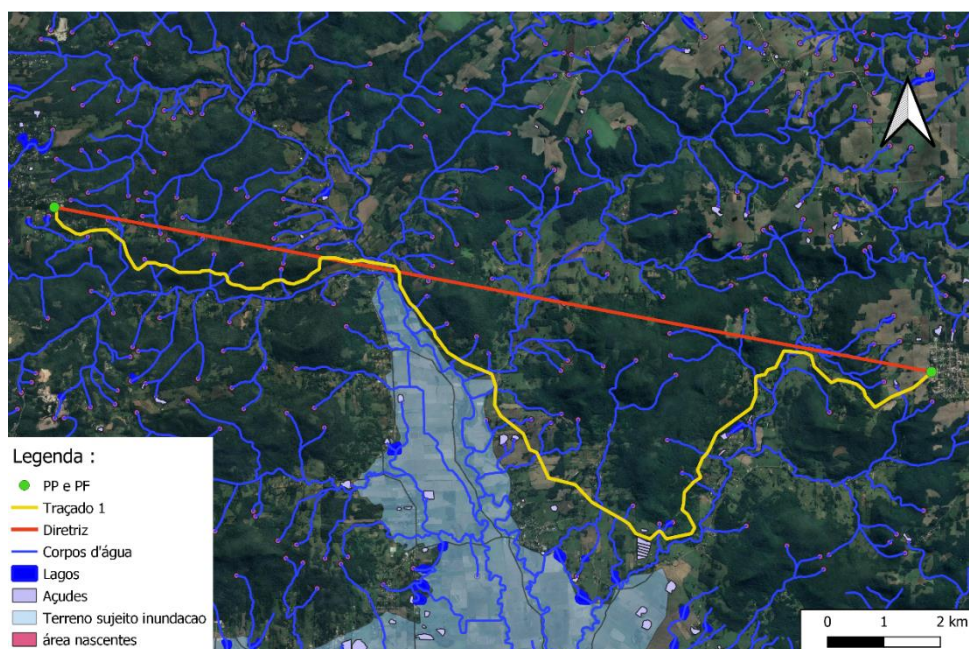 Legenda :
PP e PF
Traçado 1
Diretriz
Corpos d'água
Lagos
Açudes
Terreno sujeito inundacao
área nascentes
0 1 2 km